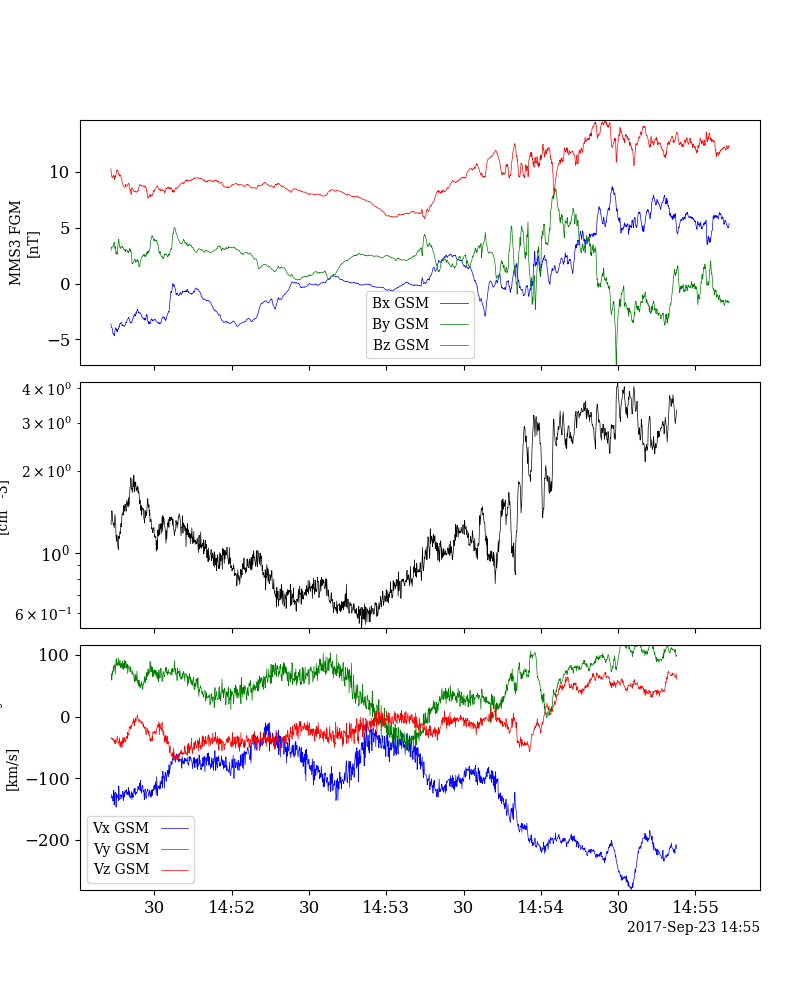 MMS3 FGM
[nT]
10
5
0
−5
Bx GSM
By GSM
Bz GSM
4 × 10⁰
3 × 10⁰
2 × 10⁰
10⁰
6 × 10⁻¹
[cm -3]
100
0
−100
−200
[km/s]
Vx GSM
Vy GSM
Vz GSM
30 14:52 30 14:53 30 14:54 30 14:55
2017-Sep-23 14:55